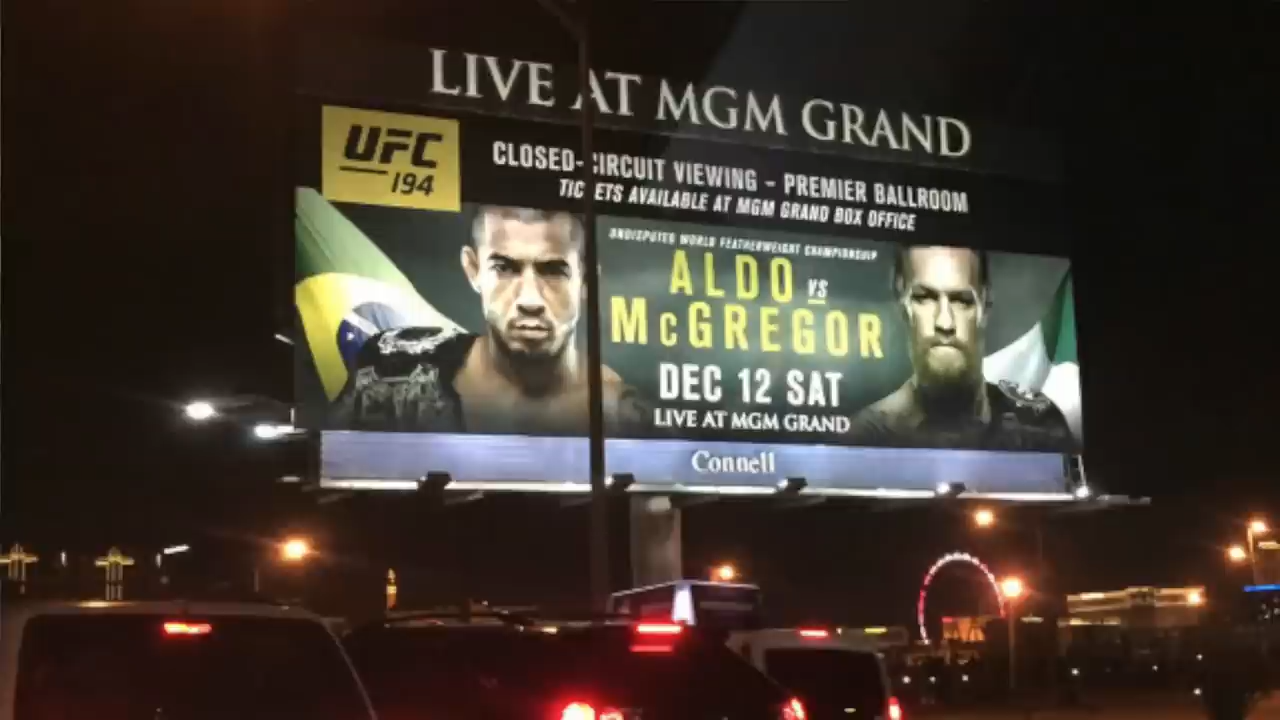 LIVE AT MGM GRAND
UFC
194
CLOSED-CIRCUIT VIEWING - PREMIER BALLROOM
TICKETS AVAILABLE AT MGM GRAND BOX OFFICE
UNDISPUTED WORLD FEATHERWEIGHT CHAMPIONSHIP
ALDO VS
McGREGOR
DEC 12 SAT
LIVE AT MGM GRAND
Connell